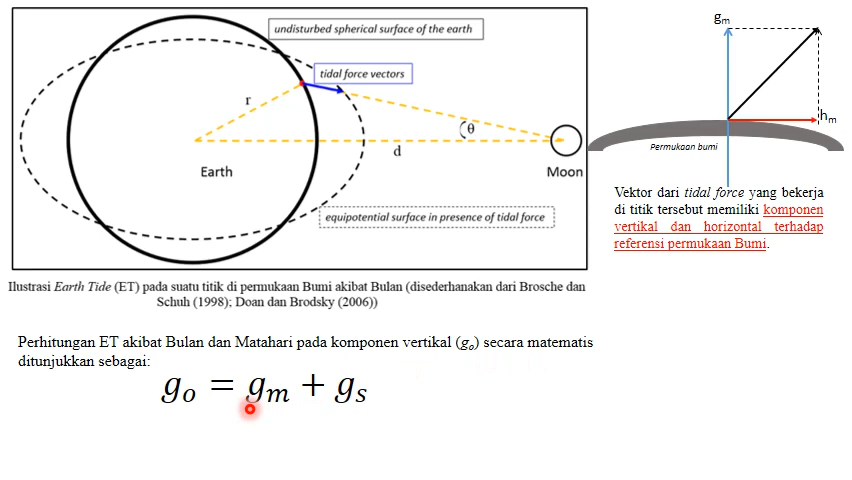 undisturbed spherical surface of the earth
tidal force vectors
r
θ
d
Earth
Moon
equipotential surface in presence of tidal force
Ilustrasi Earth Tide (ET) pada suatu titik di permukaan Bumi akibat Bulan (disederhanakan dari Brosche dan
Schuh (1998); Doan dan Brodsky (2006))
gm
hm
Permukaan bumi
Vektor dari tidal force yang bekerja
di titik tersebut memiliki komponen
vertikal dan horizontal terhadap
referensi permukaan Bumi.
Perhitungan ET akibat Bulan dan Matahari pada komponen vertikal (go) secara matematis
ditunjukkan sebagai:
go = gm + gs